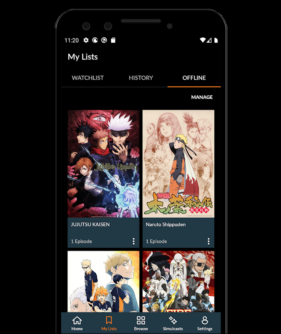 11:20
My Lists
WATCHLIST HISTORY OFFLINE
MANAGE
JUJUTSU KAISEN
1 Episode
Naruto Shippuden
1 Episode
Home My Lists Browse Simulcasts Settings